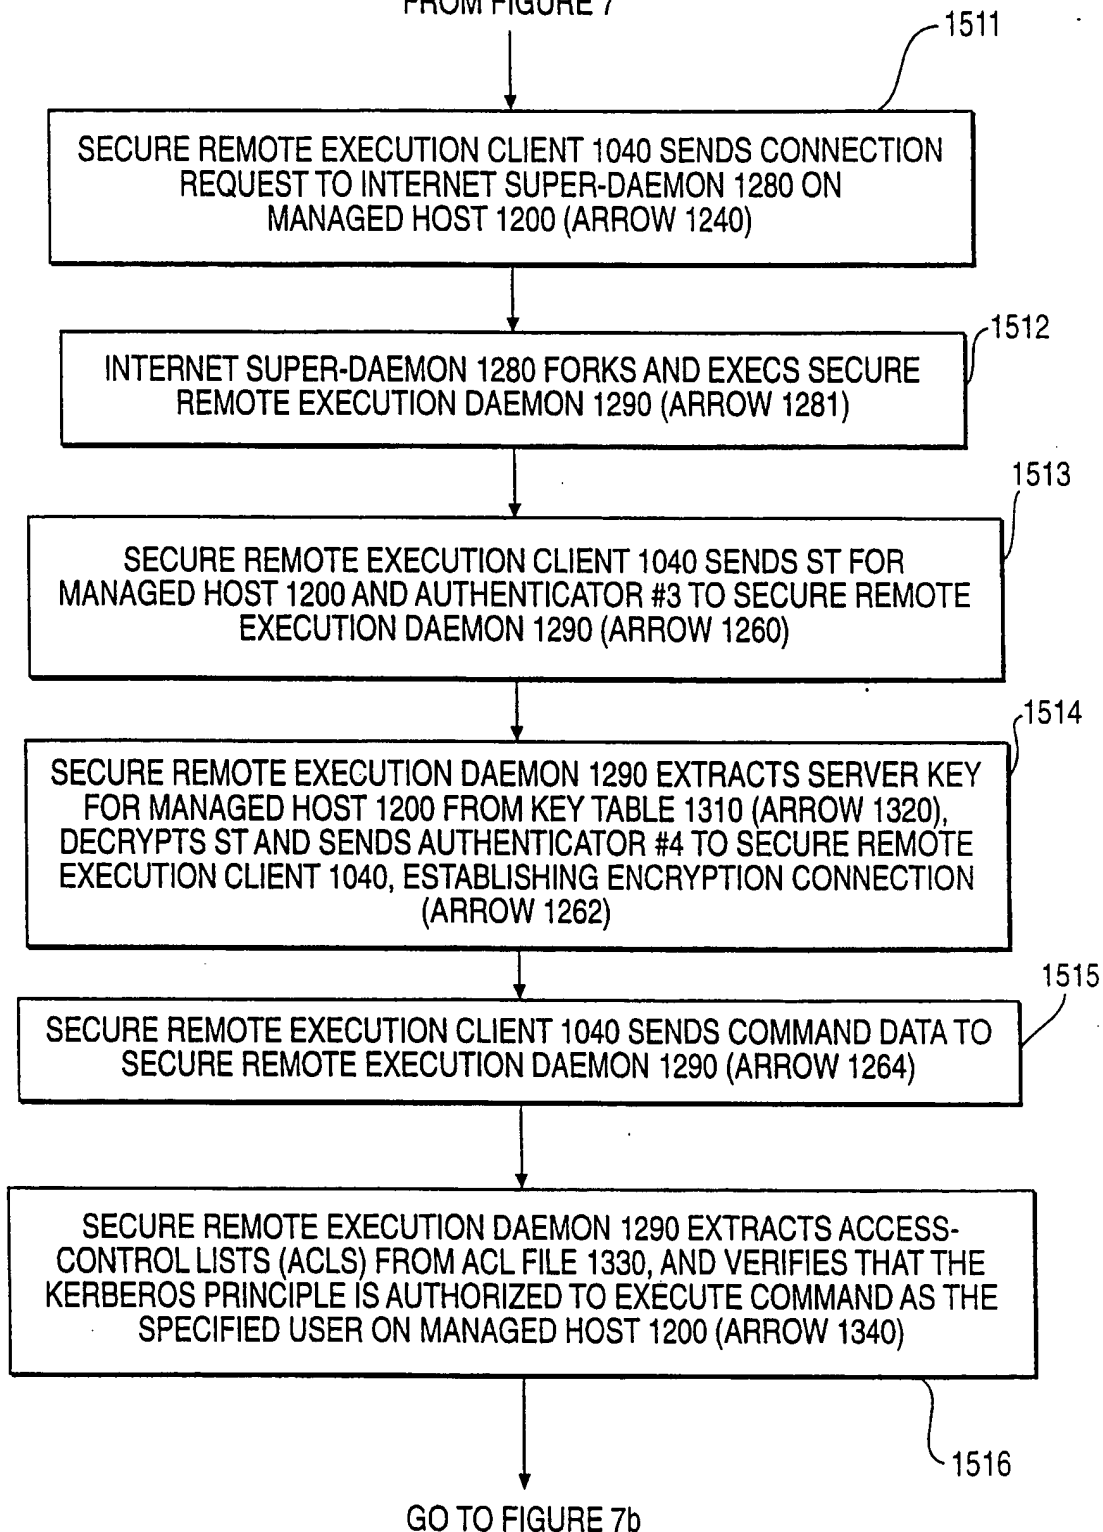 FROM FIGURE 7
1511
SECURE REMOTE EXECUTION CLIENT 1040 SENDS CONNECTION
REQUEST TO INTERNET SUPER-DAEMON 1280 ON
MANAGED HOST 1200 (ARROW 1240)
1512
INTERNET SUPER-DAEMON 1280 FORKS AND EXECS SECURE
REMOTE EXECUTION DAEMON 1290 (ARROW 1281)
1513
SECURE REMOTE EXECUTION CLIENT 1040 SENDS ST FOR
MANAGED HOST 1200 AND AUTHENTICATOR #3 TO SECURE REMOTE
EXECUTION DAEMON 1290 (ARROW 1260)
1514
SECURE REMOTE EXECUTION DAEMON 1290 EXTRACTS SERVER KEY
FOR MANAGED HOST 1200 FROM KEY TABLE 1310 (ARROW 1320),
DECRYPTS ST AND SENDS AUTHENTICATOR #4 TO SECURE REMOTE
EXECUTION CLIENT 1040, ESTABLISHING ENCRYPTION CONNECTION
(ARROW 1262)
1515
SECURE REMOTE EXECUTION CLIENT 1040 SENDS COMMAND DATA TO
SECURE REMOTE EXECUTION DAEMON 1290 (ARROW 1264)
SECURE REMOTE EXECUTION DAEMON 1290 EXTRACTS ACCESS-
CONTROL LISTS (ACLS) FROM ACL FILE 1330, AND VERIFIES THAT THE
KERBEROS PRINCIPLE IS AUTHORIZED TO EXECUTE COMMAND AS THE
SPECIFIED USER ON MANAGED HOST 1200 (ARROW 1340)
1516
GO TO FIGURE 7b